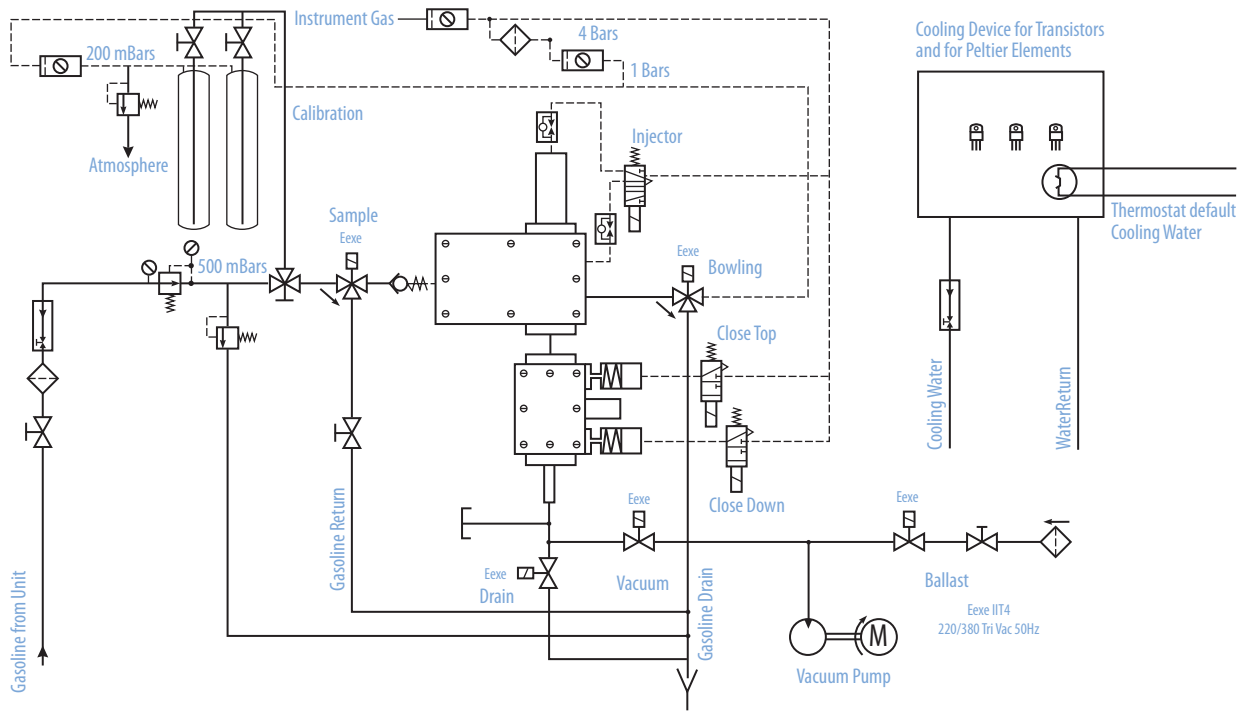 Instrument Gas
4 Bars
1 Bars
200 mBars
Calibration
Atmosphere
Cooling Device for Transistors
and for Peltier Elements
Injector
Sample
Eexe
Eexe
Bowling
Thermostat default
Cooling Water
500 mBars
Close Top
Cooling Water
WaterReturn
Close Down
Eexe
Eexe
Gasoline Return
Eexe
Drain
Vacuum
Gasoline Drain
Ballast
Eexe IIT4
220/380 Tri Vac 50Hz
Gasoline from Unit
M
Vacuum Pump